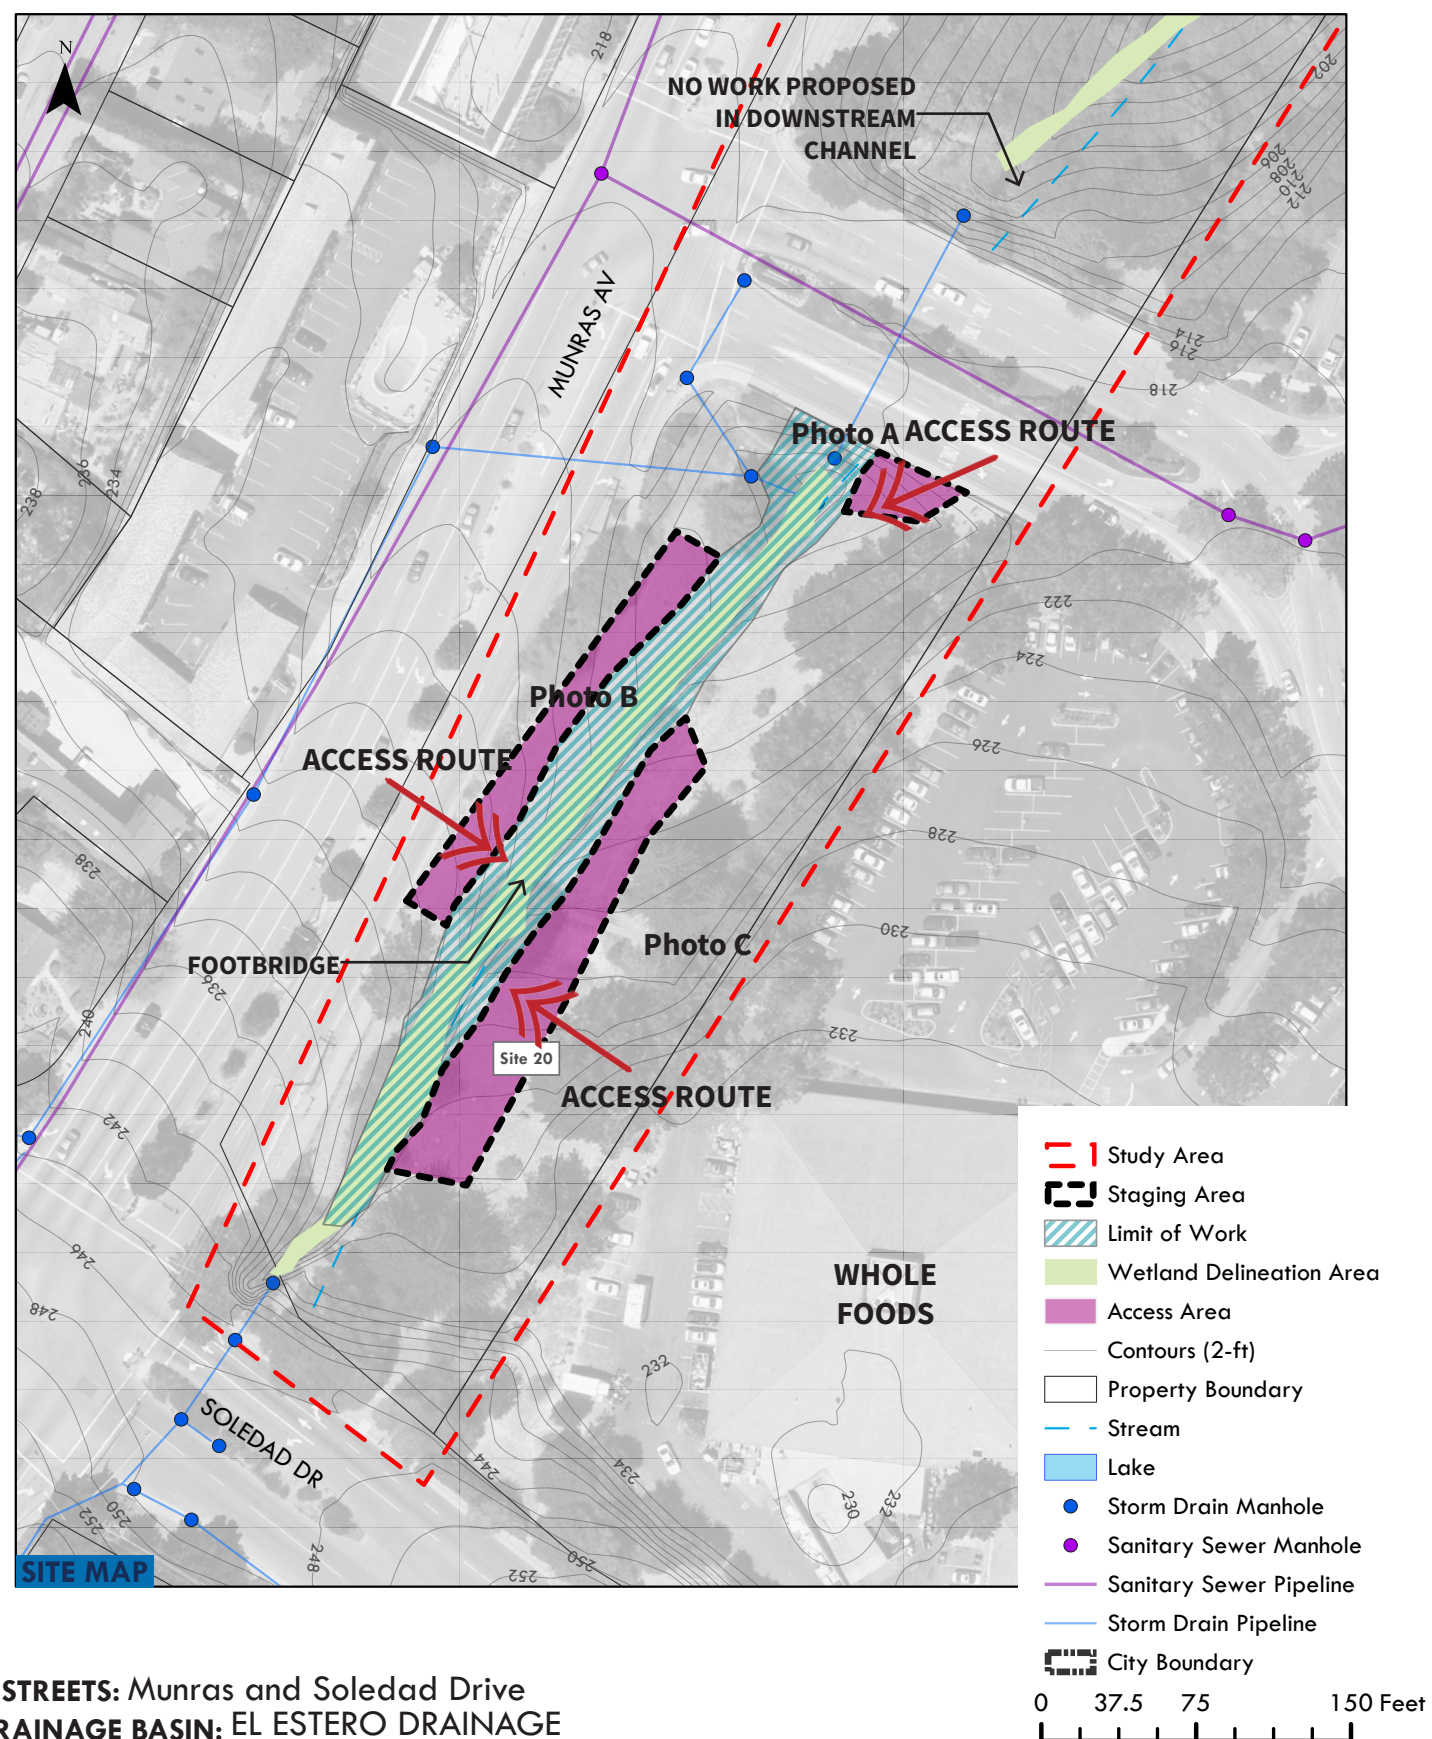 N
218
202
NO WORK PROPOSED
IN DOWNSTREAM
CHANNEL
206
208
210
212
MUNRAS AV
214
216
218
Photo A
ACCESS ROUTE
236
234
238
222
224
Photo B
226
ACCESS ROUTE
228
238
230
Photo C
FOOTBRIDGE
236
240
232
Site 20
ACCESS ROUTE
242
246
248
WHOLE
FOODS
232
SOLEDAD DR
244
234
230
232
252
250
248
250
252
SITE MAP
Study Area
Staging Area
Limit of Work
Wetland Delineation Area
Access Area
Contours (2-ft)
Property Boundary
Stream
Lake
Storm Drain Manhole
Sanitary Sewer Manhole
Sanitary Sewer Pipeline
Storm Drain Pipeline
City Boundary
0 37.5 75 150 Feet
STREETS: Munras and Soledad Drive
RAINAGE BASIN: EL ESTERO DRAINAGE